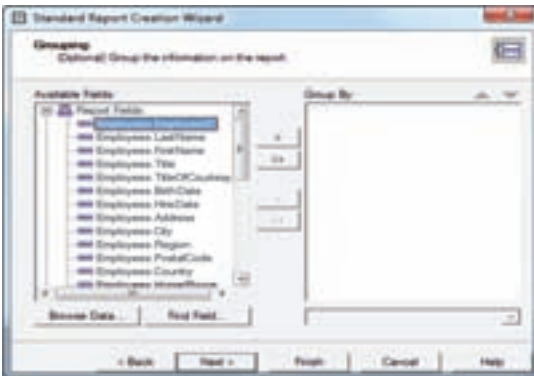 Standard Report Creation Wizard
Grouping
(Optional) Group the information on the report.
Available Fields:
Group By:
Report Fields
Employees.LastName
Employees.FirstName
Employees.Title
Employees.TitleOfCourtesy
Employees.BirthDate
Employees.HireDate
Employees.Address
Employees.City
Employees.Region
Employees.PostalCode
Employees.Country
Employees.HomePhone
>
>>
<
<<
Browse Data...
Find Field...
< Back
Next >
Finish
Cancel
Help